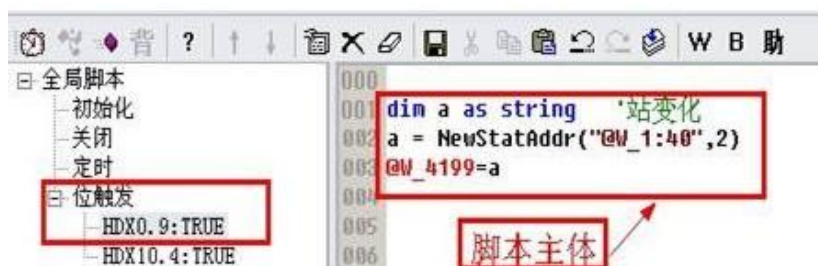 背 ? W B 助
全局脚本
初始化
关闭
定时
位触发
HDX0.9:TRUE
HDX10.4:TRUE
000
001 dim a as string '站变化
002 a = NewStatAddr("@W_1:40",2)
003 @W_4199=a
004
005
006
脚本主体